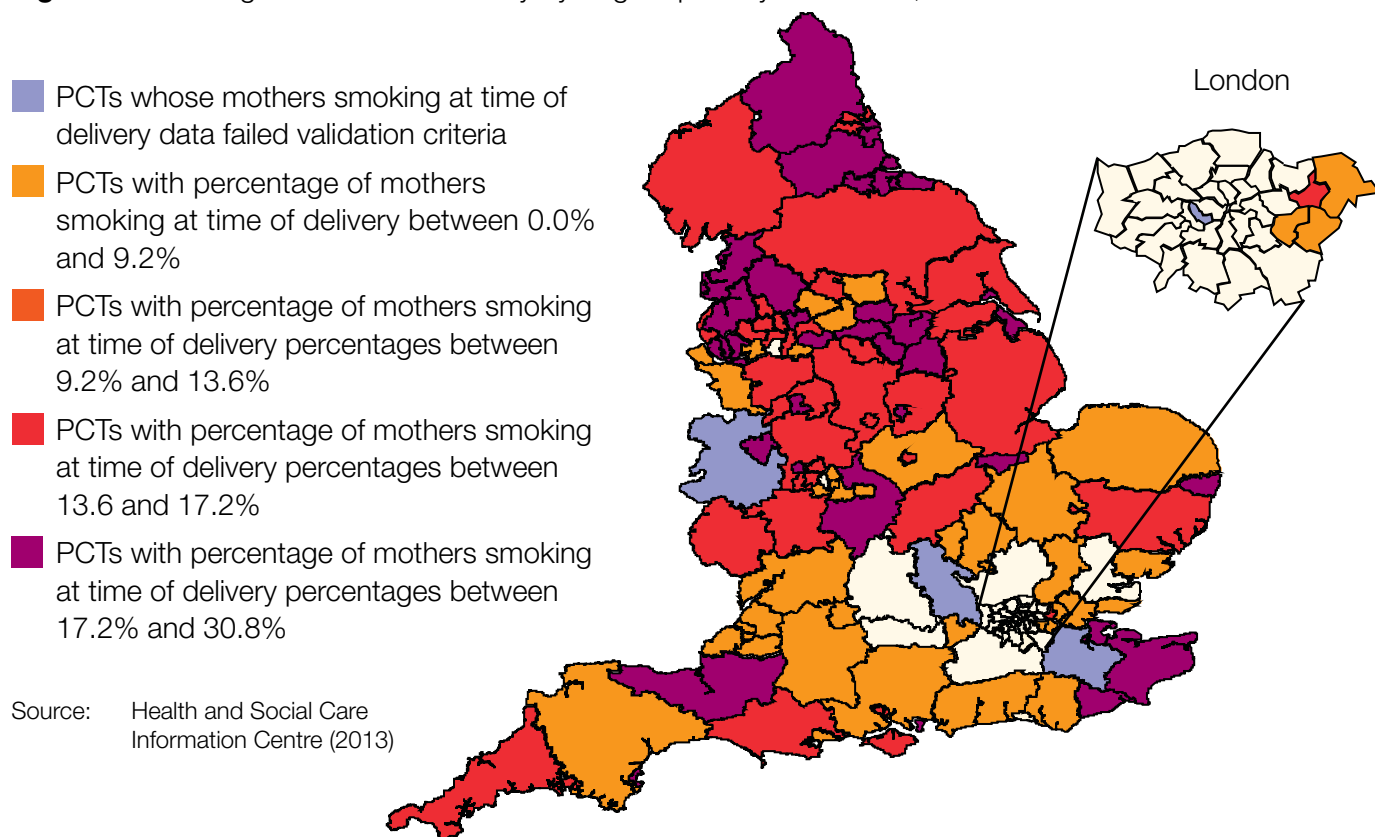 PCTs whose mothers smoking at time of
delivery data failed validation criteria
PCTs with percentage of mothers
smoking at time of delivery between 0.0%
and 9.2%
PCTs with percentage of mothers smoking
at time of delivery percentages between
9.2% and 13.6%
PCTs with percentage of mothers smoking
at time of delivery percentages between
13.6 and 17.2%
PCTs with percentage of mothers smoking
at time of delivery percentages between
17.2% and 30.8%
Source: Health and Social Care
Information Centre (2013)
London